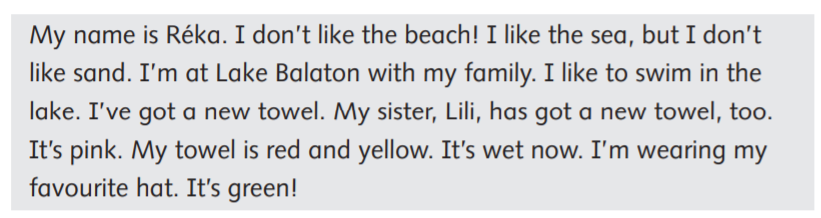 My name is Réka. I don't like the beach! I like the sea, but I don't
like sand. I'm at Lake Balaton with my family. I like to swim in the
lake. I've got a new towel. My sister, Lili, has got a new towel, too.
It's pink. My towel is red and yellow. It's wet now. I'm wearing my
favourite hat. It's green!